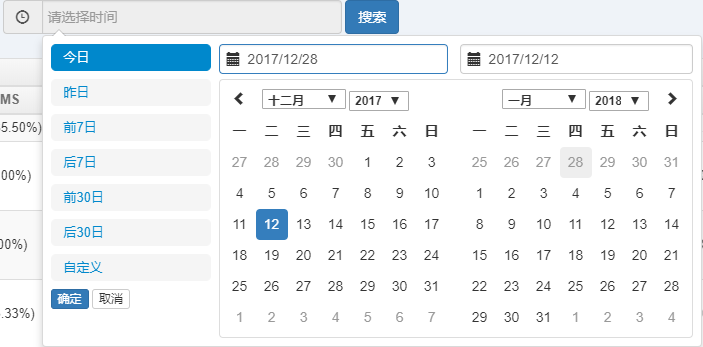 请选择时间 搜索
今日 2017/12/28 2017/12/12
昨日
前7日
后7日
前30日
后30日
自定义
确定 取消
十二月 2017
一 二 三 四 五 六 日
27 28 29 30 1 2 3
4 5 6 7 8 9 10
11 12 13 14 15 16 17
18 19 20 21 22 23 24
25 26 27 28 29 30 31
1 2 3 4 5 6 7
一月 2018
一 二 三 四 五 六 日
25 26 27 28 29 30 31
1 2 3 4 5 6 7
8 9 10 11 12 13 14
15 16 17 18 19 20 21
22 23 24 25 26 27 28
29 30 31 1 2 3 4
MS
5.50%)
.00%)
00%)
.33%)